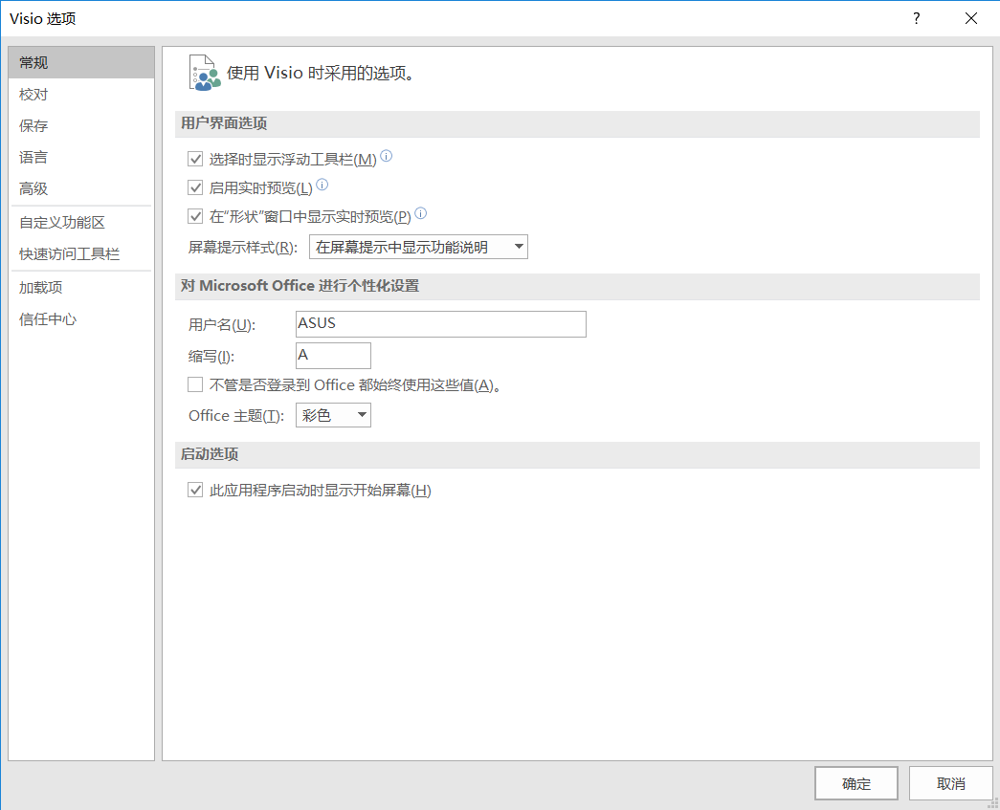 Visio 选项
?
常规
校对
保存
语言
高级
自定义功能区
快速访问工具栏
加载项
信任中心
使用 Visio 时采用的选项。
用户界面选项
选择时显示浮动工具栏(M)
启用实时预览(L)
在“形状”窗口中显示实时预览(P)
屏幕提示样式(R): 在屏幕提示中显示功能说明
对 Microsoft Office 进行个性化设置
用户名(U): ASUS
缩写(I): A
不管是否登录到 Office 都始终使用这些值(A)。
Office 主题(T): 彩色
启动选项
此应用程序启动时显示开始屏幕(H)
确定 取消